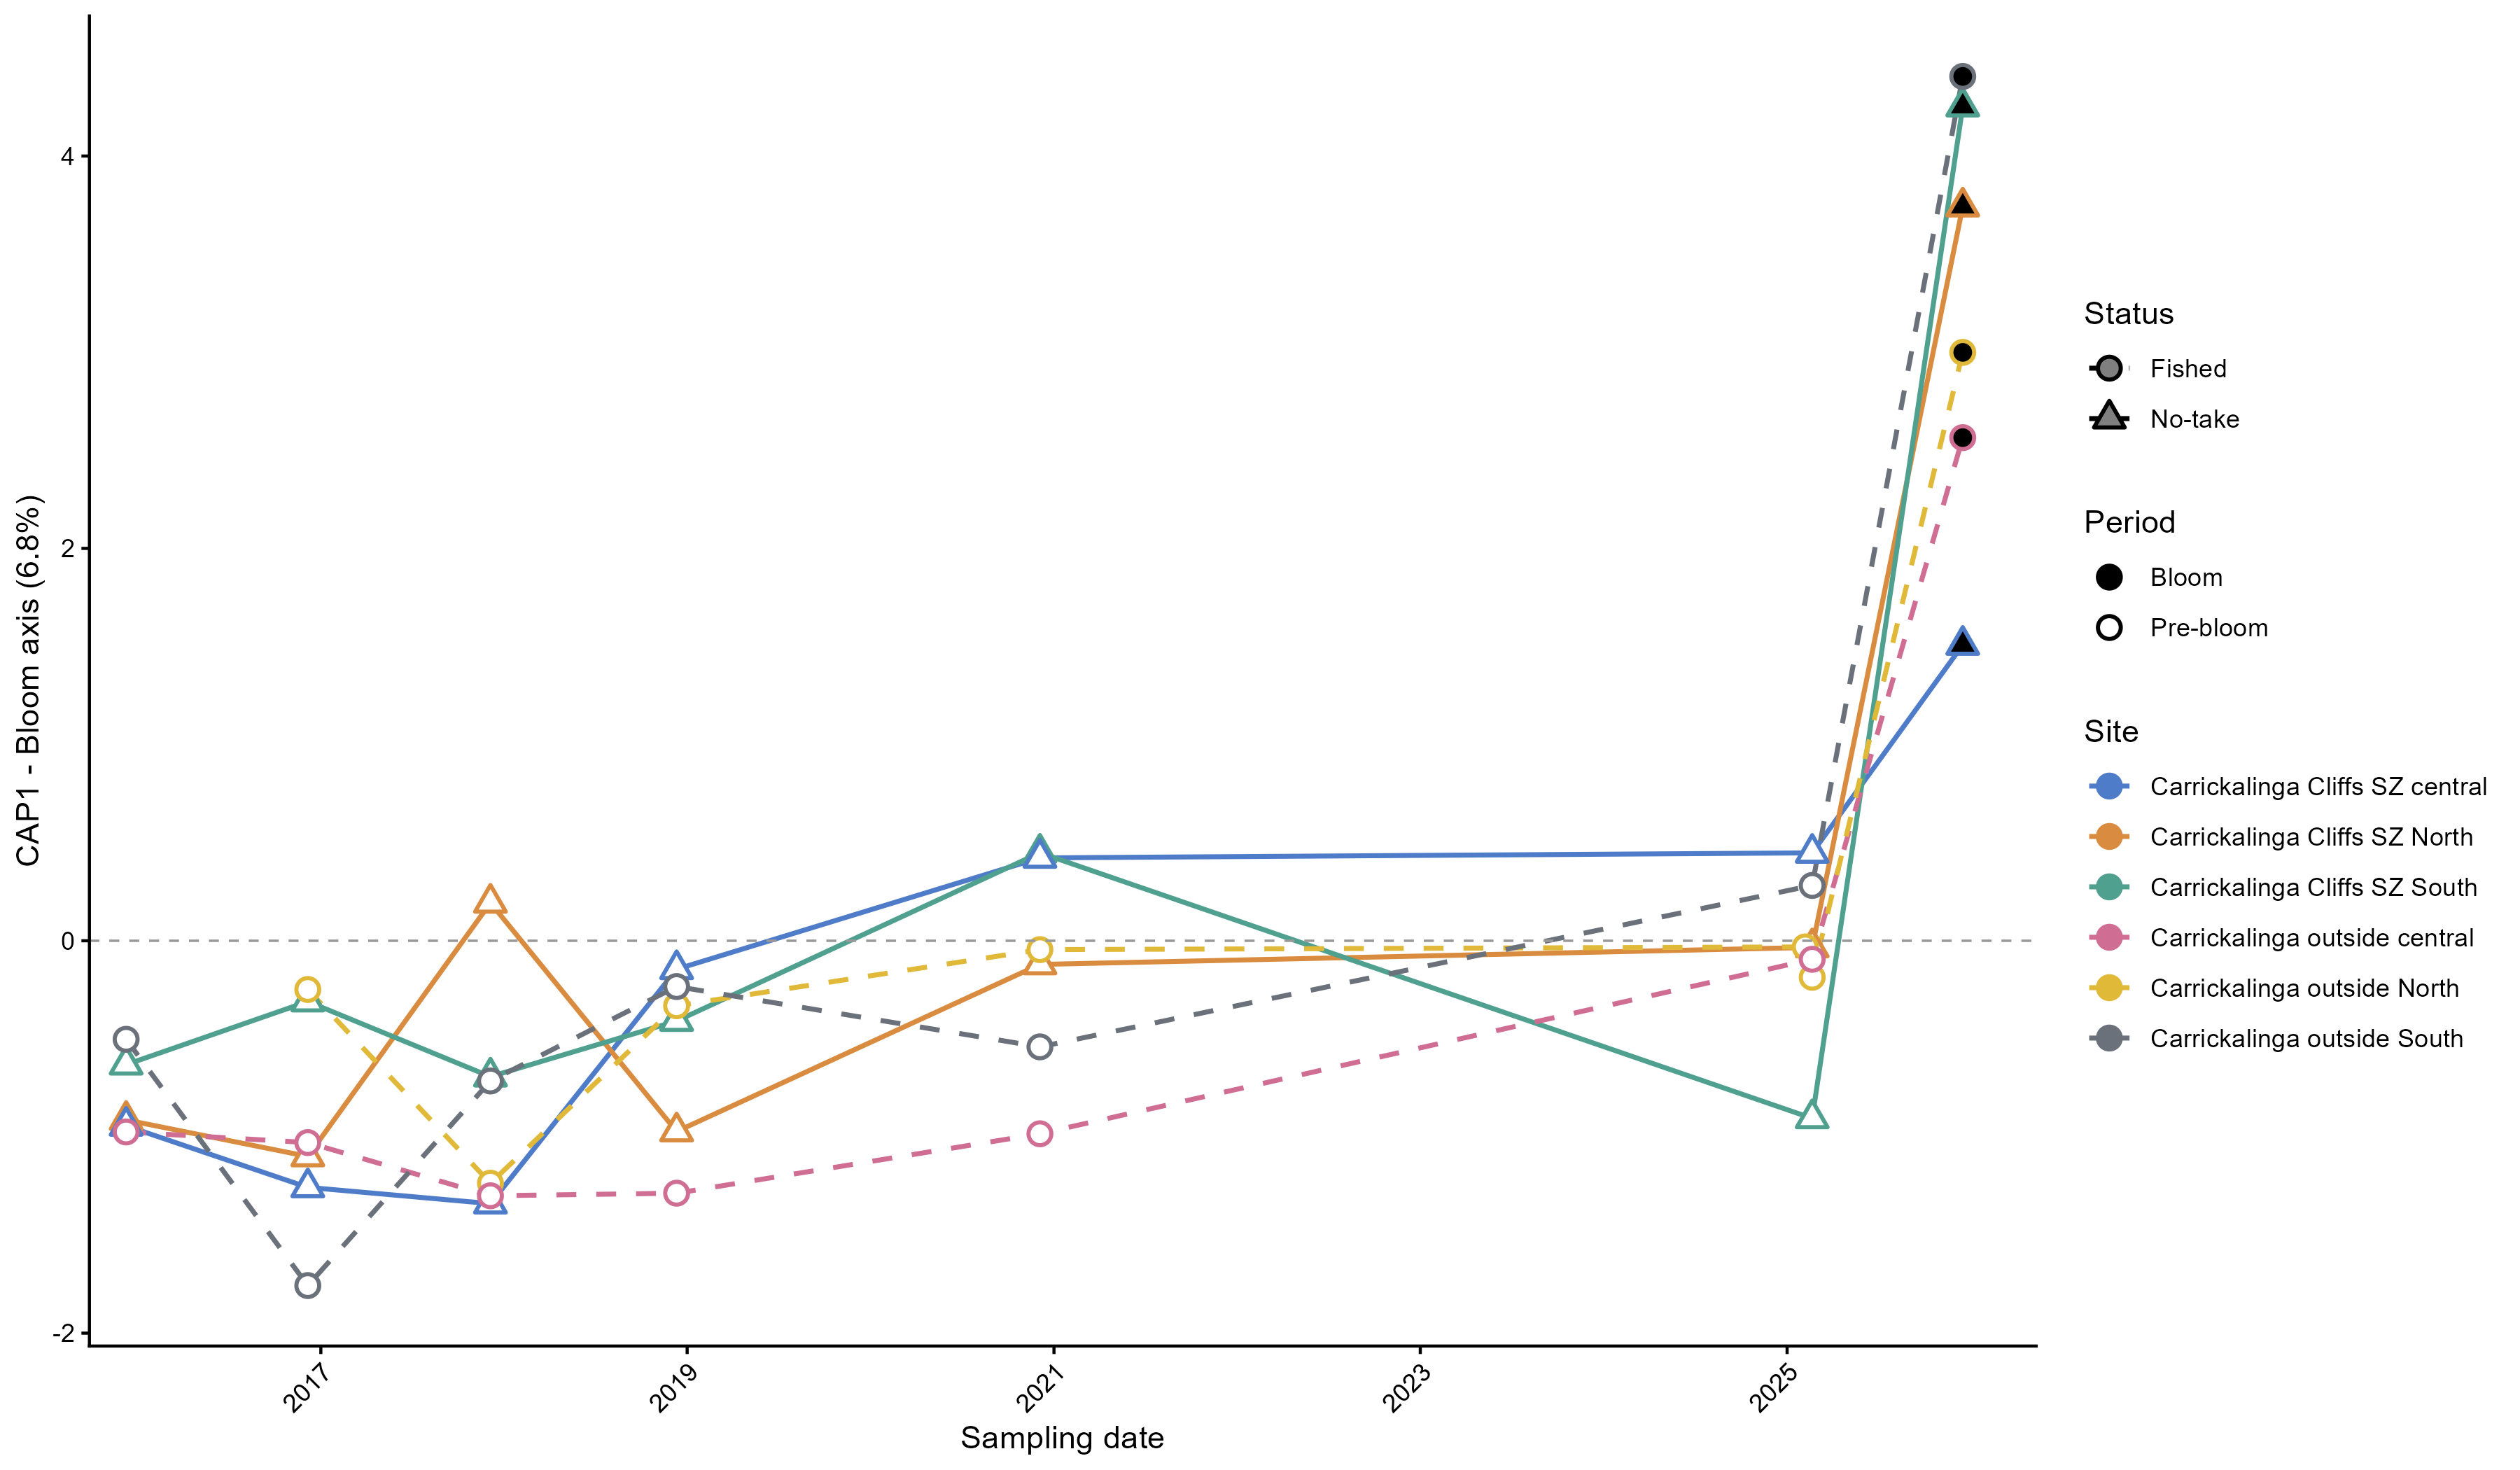 CAP1 - Bloom axis (6.8%)
4
2
0
-2
2017
2019
2021
2023
2025
Sampling date
Status
Fished
No-take
Period
Bloom
Pre-bloom
Site
Carrickalinga Cliffs SZ central
Carrickalinga Cliffs SZ North
Carrickalinga Cliffs SZ South
Carrickalinga outside central
Carrickalinga outside North
Carrickalinga outside South